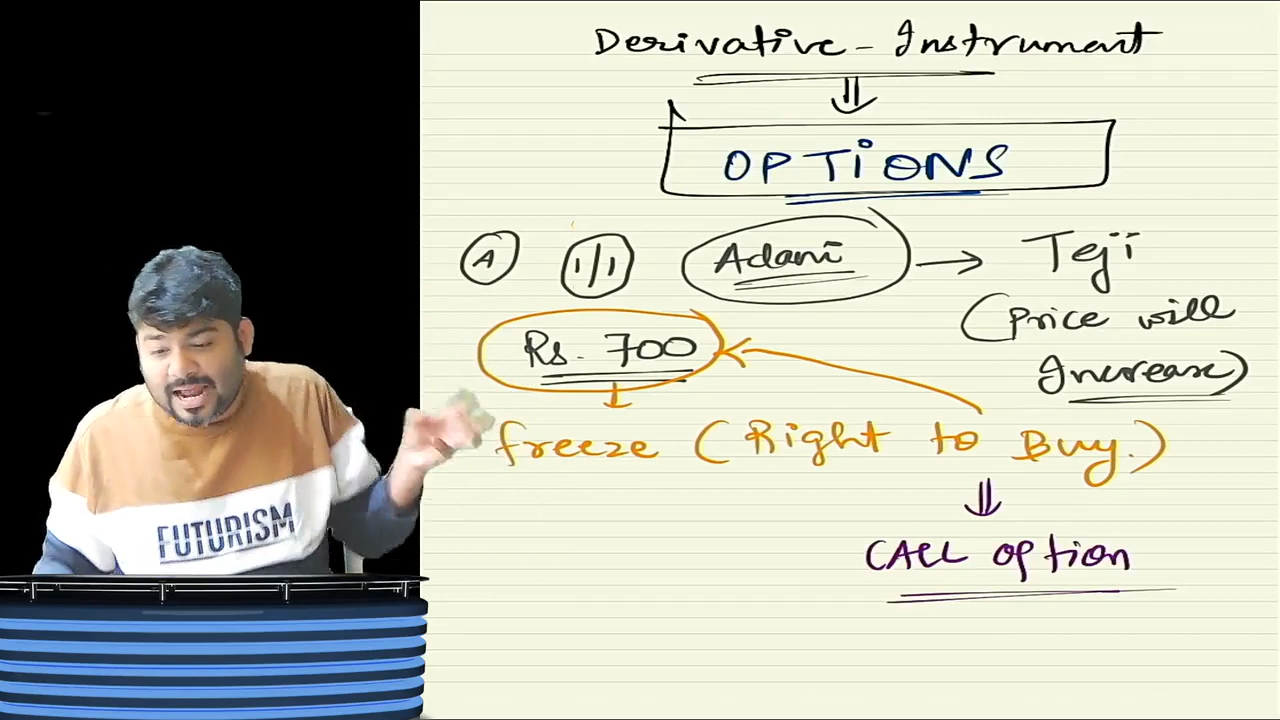 Derivative - Instrument
OPTIONS
A 1/1 Adani → Teji
(Price will
Increase)
Rs. 700
freeze (Right to Buy.)
CALL option
FUTURISM